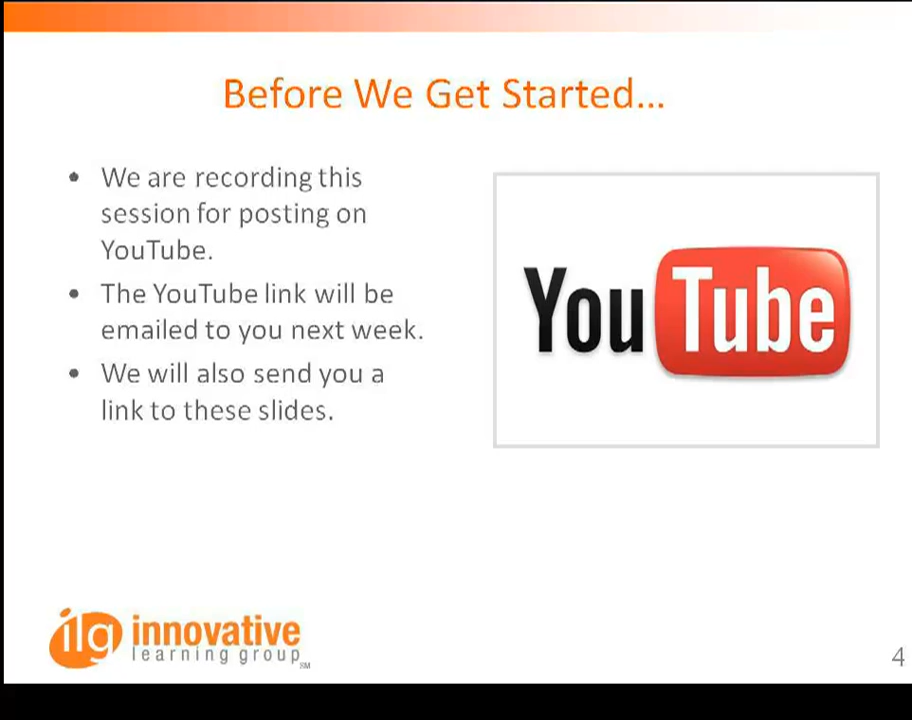 Before We Get Started...
• We are recording this
session for posting on
YouTube.
• The YouTube link will be
emailed to you next week.
• We will also send you a
link to these slides.
YouTube
ilg innovative
learning group SM
4